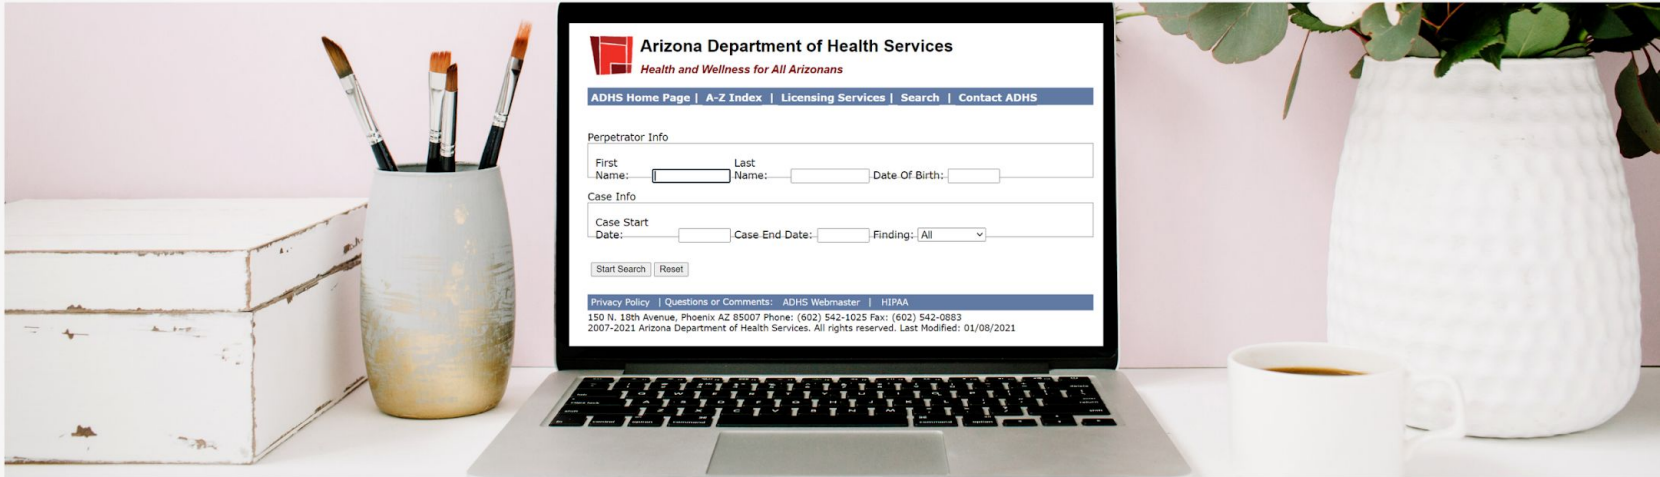 Arizona Department of Health Services
Health and Wellness for All Arizonans
ADHS Home Page | A-Z Index | Licensing Services | Search | Contact ADHS
Perpetrator Info
First Name: Last Name: Date Of Birth:
Case Info
Case Start Date: Case End Date: Finding: All
Start Search Reset
Privacy Policy | Questions or Comments: ADHS Webmaster | HIPAA
150 N. 18th Avenue, Phoenix AZ 85007 Phone: (602) 542-1025 Fax: (602) 542-0883
2007-2021 Arizona Department of Health Services. All rights reserved. Last Modified: 01/08/2021